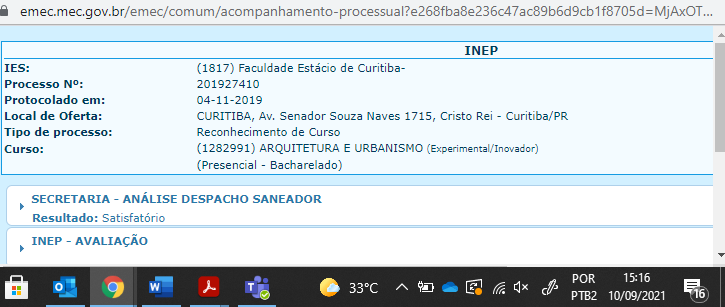 emec.mec.gov.br/emec/comum/acompanhamento-processual?e268fba8e236c47ac89b6d9cb1f8705d=MjAxOT...
INEP
IES: (1817) Faculdade Estácio de Curitiba-
Processo Nº: 201927410
Protocolado em: 04-11-2019
Local de Oferta: CURITIBA, Av. Senador Souza Naves 1715, Cristo Rei - Curitiba/PR
Tipo de processo: Reconhecimento de Curso
Curso: (1282991) ARQUITETURA E URBANISMO (Experimental/Inovador)
(Presencial - Bacharelado)
SECRETARIA - ANÁLISE DESPACHO SANEADOR
Resultado: Satisfatório
INEP - AVALIAÇÃO
33°C
POR
PTB2
15:16
10/09/2021
16